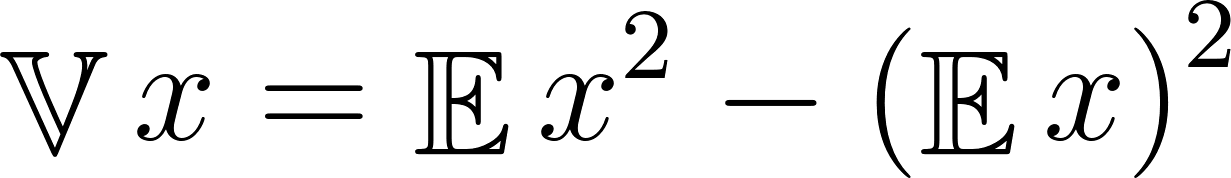 𝕍 x = 𝔼 x² − (𝔼 x)²